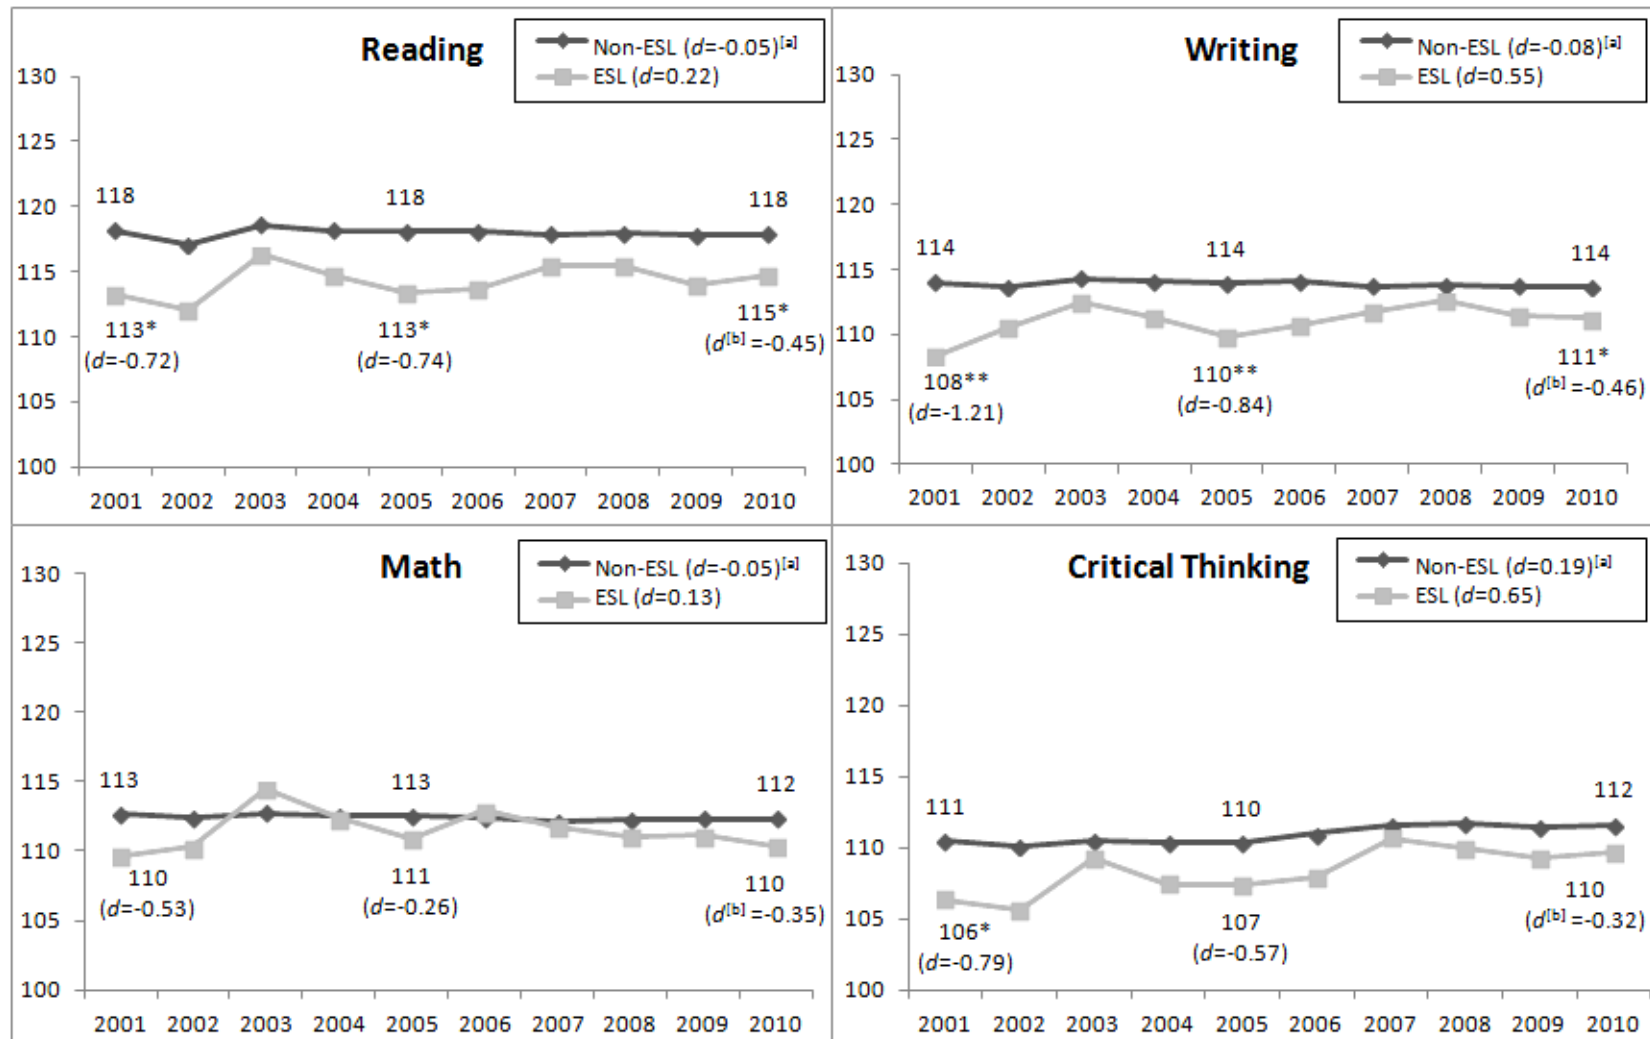 Reading
Non-ESL (d=-0.05)[a]
ESL (d=0.22)
130
125
120
115
110
105
100
118
118
118
113*
(d=-0.72)
113*
(d=-0.74)
115*
(d[b] =-0.45)
2001 2002 2003 2004 2005 2006 2007 2008 2009 2010
Writing
Non-ESL (d=-0.08)[a]
ESL (d=0.55)
130
125
120
115
110
105
100
114
114
114
108**
(d=-1.21)
110**
(d=-0.84)
111*
(d[b] =-0.46)
2001 2002 2003 2004 2005 2006 2007 2008 2009 2010
Math
Non-ESL (d=-0.05)[a]
ESL (d=0.13)
130
125
120
115
110
105
100
113
113
112
110
(d=-0.53)
111
(d=-0.26)
110
(d[b] =-0.35)
2001 2002 2003 2004 2005 2006 2007 2008 2009 2010
Critical Thinking
Non-ESL (d=0.19)[a]
ESL (d=0.65)
130
125
120
115
110
105
100
111
110
112
106*
(d=-0.79)
107
(d=-0.57)
110
(d[b] =-0.32)
2001 2002 2003 2004 2005 2006 2007 2008 2009 2010